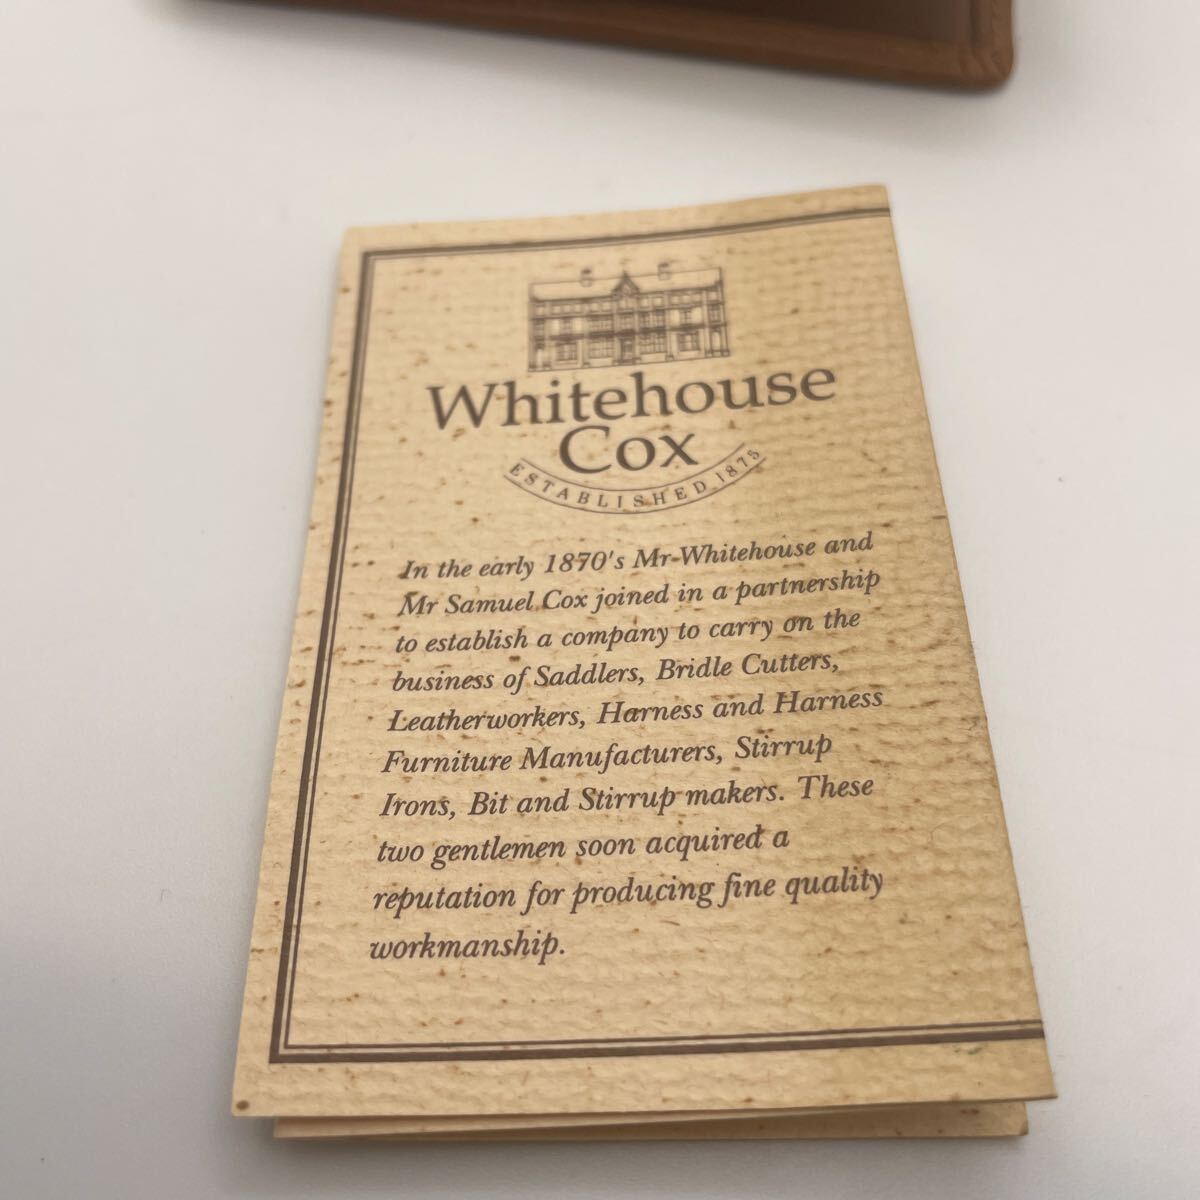 Whitehouse
Cox
ESTABLISHED 1875
In the early 1870's Mr Whitehouse and
Mr Samuel Cox joined in a partnership
to establish a company to carry on the
business of Saddlers, Bridle Cutters,
Leatherworkers, Harness and Harness
Furniture Manufacturers, Stirrup
Irons, Bit and Stirrup makers. These
two gentlemen soon acquired a
reputation for producing fine quality
workmanship.